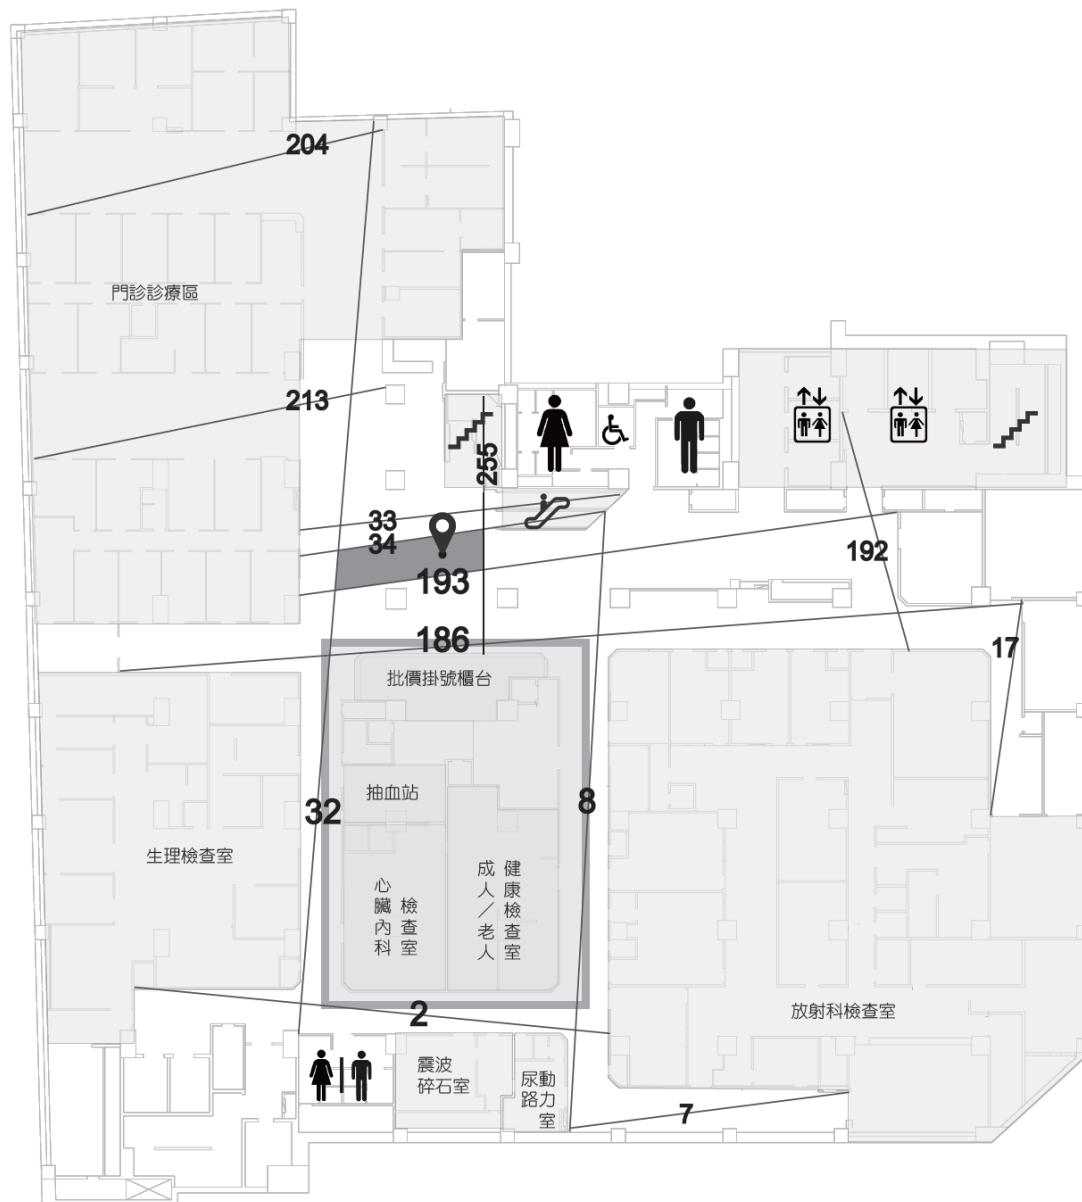 204
門診診療區
213
255
33
34
193
192
186
17
批價掛號櫃台
抽血站
32
8
生理檢查室
心臟內科
檢查室
成人／老人
健康檢查室
放射科檢查室
2
震波
碎石室
尿路
動力室
7